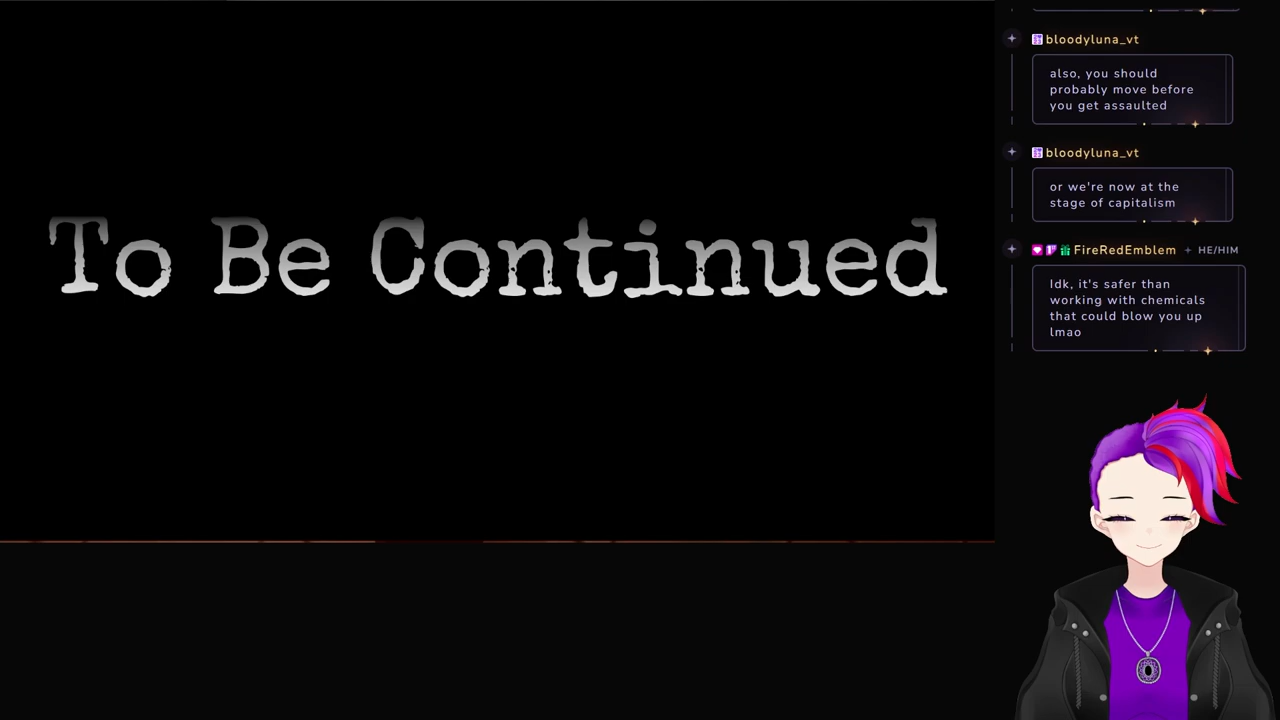 To Be Continued
bloodyluna_vt
also, you should
probably move before
you get assaulted
bloodyluna_vt
or we're now at the
stage of capitalism
FireRedEmblem + HE/HIM
Idk, it's safer than
working with chemicals
that could blow you up
lmao